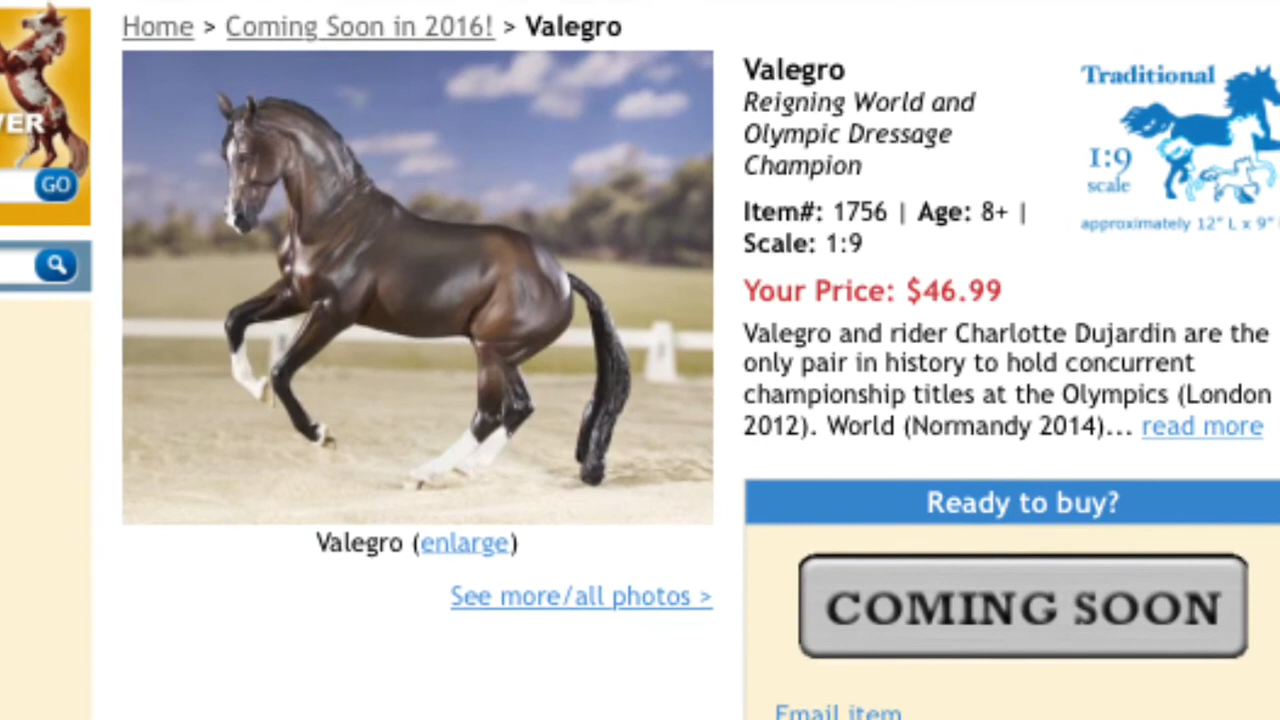 Home > Coming Soon in 2016! > Valegro
GO
Valegro (enlarge)
See more/all photos >
Valegro
Reigning World and
Olympic Dressage
Champion
Traditional
1:9
scale
approximately 12" L x 9"
Item#: 1756 | Age: 8+ |
Scale: 1:9
Your Price: $46.99
Valegro and rider Charlotte Dujardin are the
only pair in history to hold concurrent
championship titles at the Olympics (London
2012). World (Normandy 2014)... read more
Ready to buy?
COMING SOON
Email item